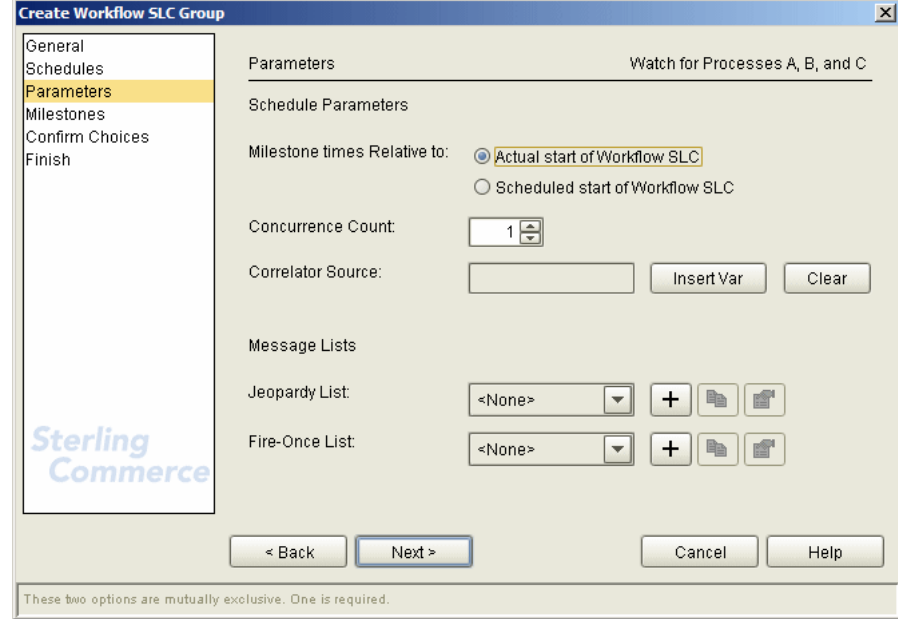 Create Workflow SLC Group
General
Schedules
Parameters
Milestones
Confirm Choices
Finish
Sterling
Commerce
Parameters Watch for Processes A, B, and C
Schedule Parameters
Milestone times Relative to: Actual start of Workflow SLC
Scheduled start of Workflow SLC
Concurrence Count: 1
Correlator Source: Insert Var Clear
Message Lists
Jeopardy List: <None>
Fire-Once List: <None>
< Back Next > Cancel Help
These two options are mutually exclusive. One is required.